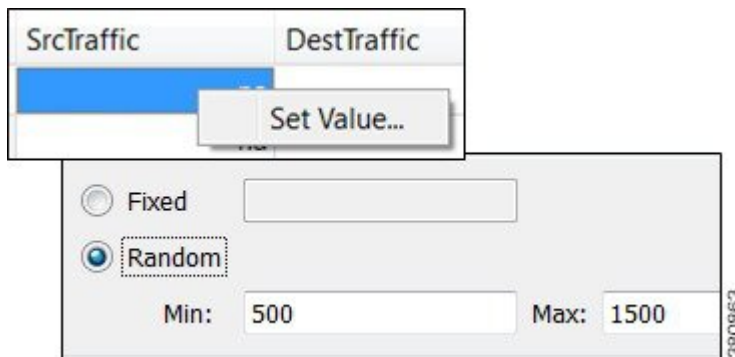 SrcTraffic DestTraffic
Set Value...
Fixed
Random
Min: 500 Max: 1500